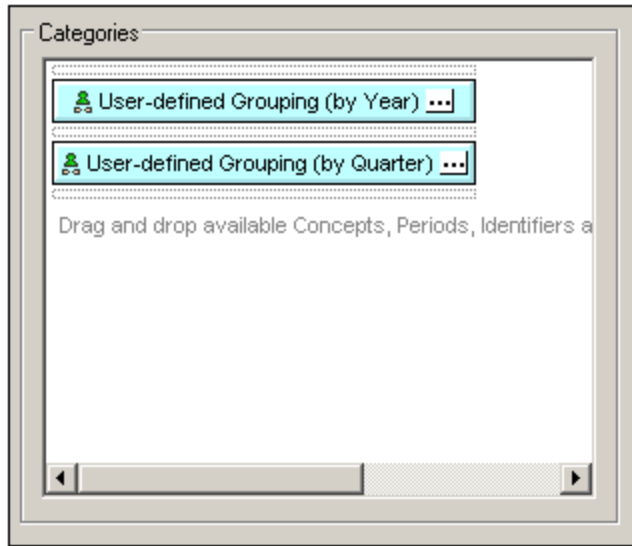 Categories
User-defined Grouping (by Year) ...
User-defined Grouping (by Quarter) ...
Drag and drop available Concepts, Periods, Identifiers a